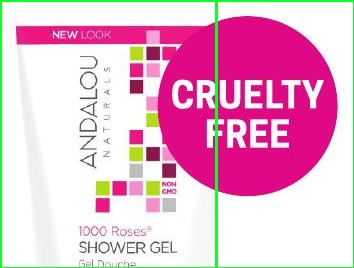 NEW LOOK
ANDALOU
NATURALS
CRUELTY
FREE
NON
GMO
1000 Roses®
SHOWER GEL
Gel Douche